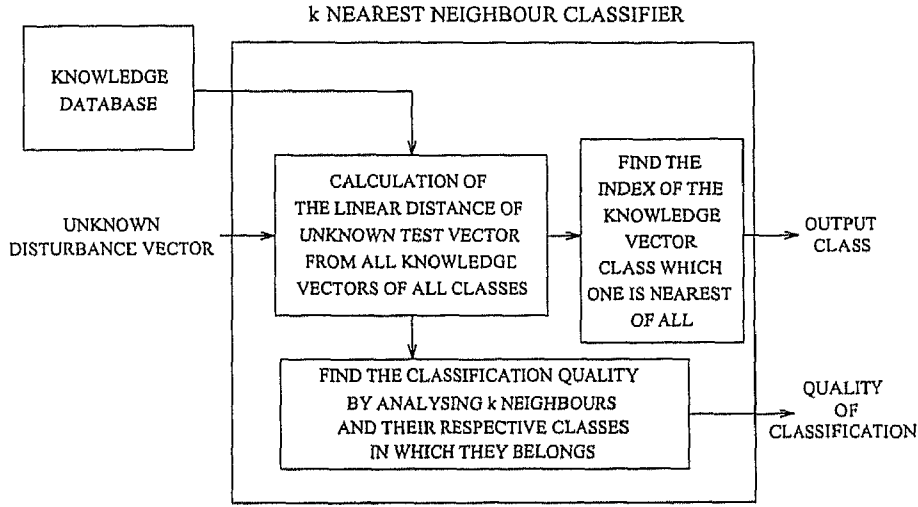 k NEAREST NEIGHBOUR CLASSIFIER
KNOWLEDGE
DATABASE
UNKNOWN
DISTURBANCE VECTOR
CALCULATION OF
THE LINEAR DISTANCE OF
UNKNOWN TEST VECTOR
FROM ALL KNOWLEDGE
VECTORS OF ALL CLASSES
FIND THE
INDEX OF THE
KNOWLEDGE
VECTOR
CLASS WHICH
ONE IS NEAREST
OF ALL
OUTPUT
CLASS
FIND THE CLASSIFICATION QUALITY
BY ANALYSING k NEIGHBOURS
AND THEIR RESPECTIVE CLASSES
IN WHICH THEY BELONGS
QUALITY
OF
CLASSIFICATION